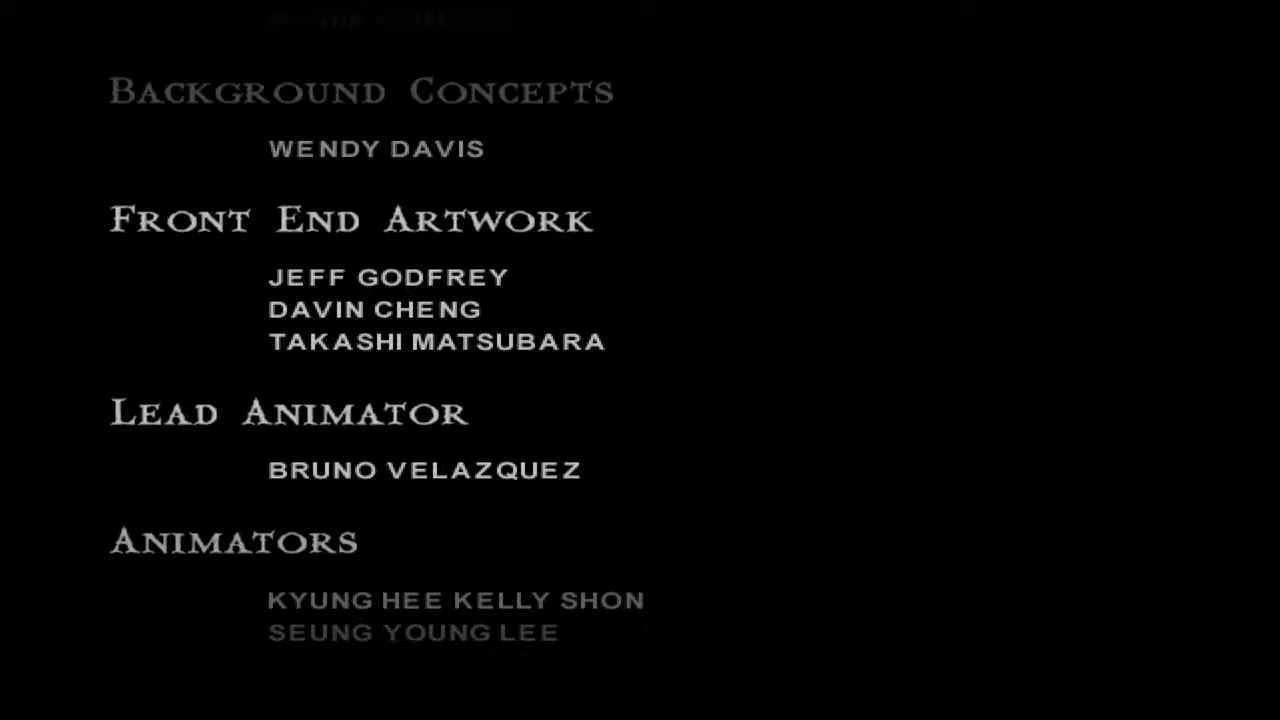 BACKGROUND CONCEPTS
WENDY DAVIS
FRONT END ARTWORK
JEFF GODFREY
DAVIN CHENG
TAKASHI MATSUBARA
LEAD ANIMATOR
BRUNO VELAZQUEZ
ANIMATORS
KYUNG HEE KELLY SHON
SEUNG YOUNG LEE